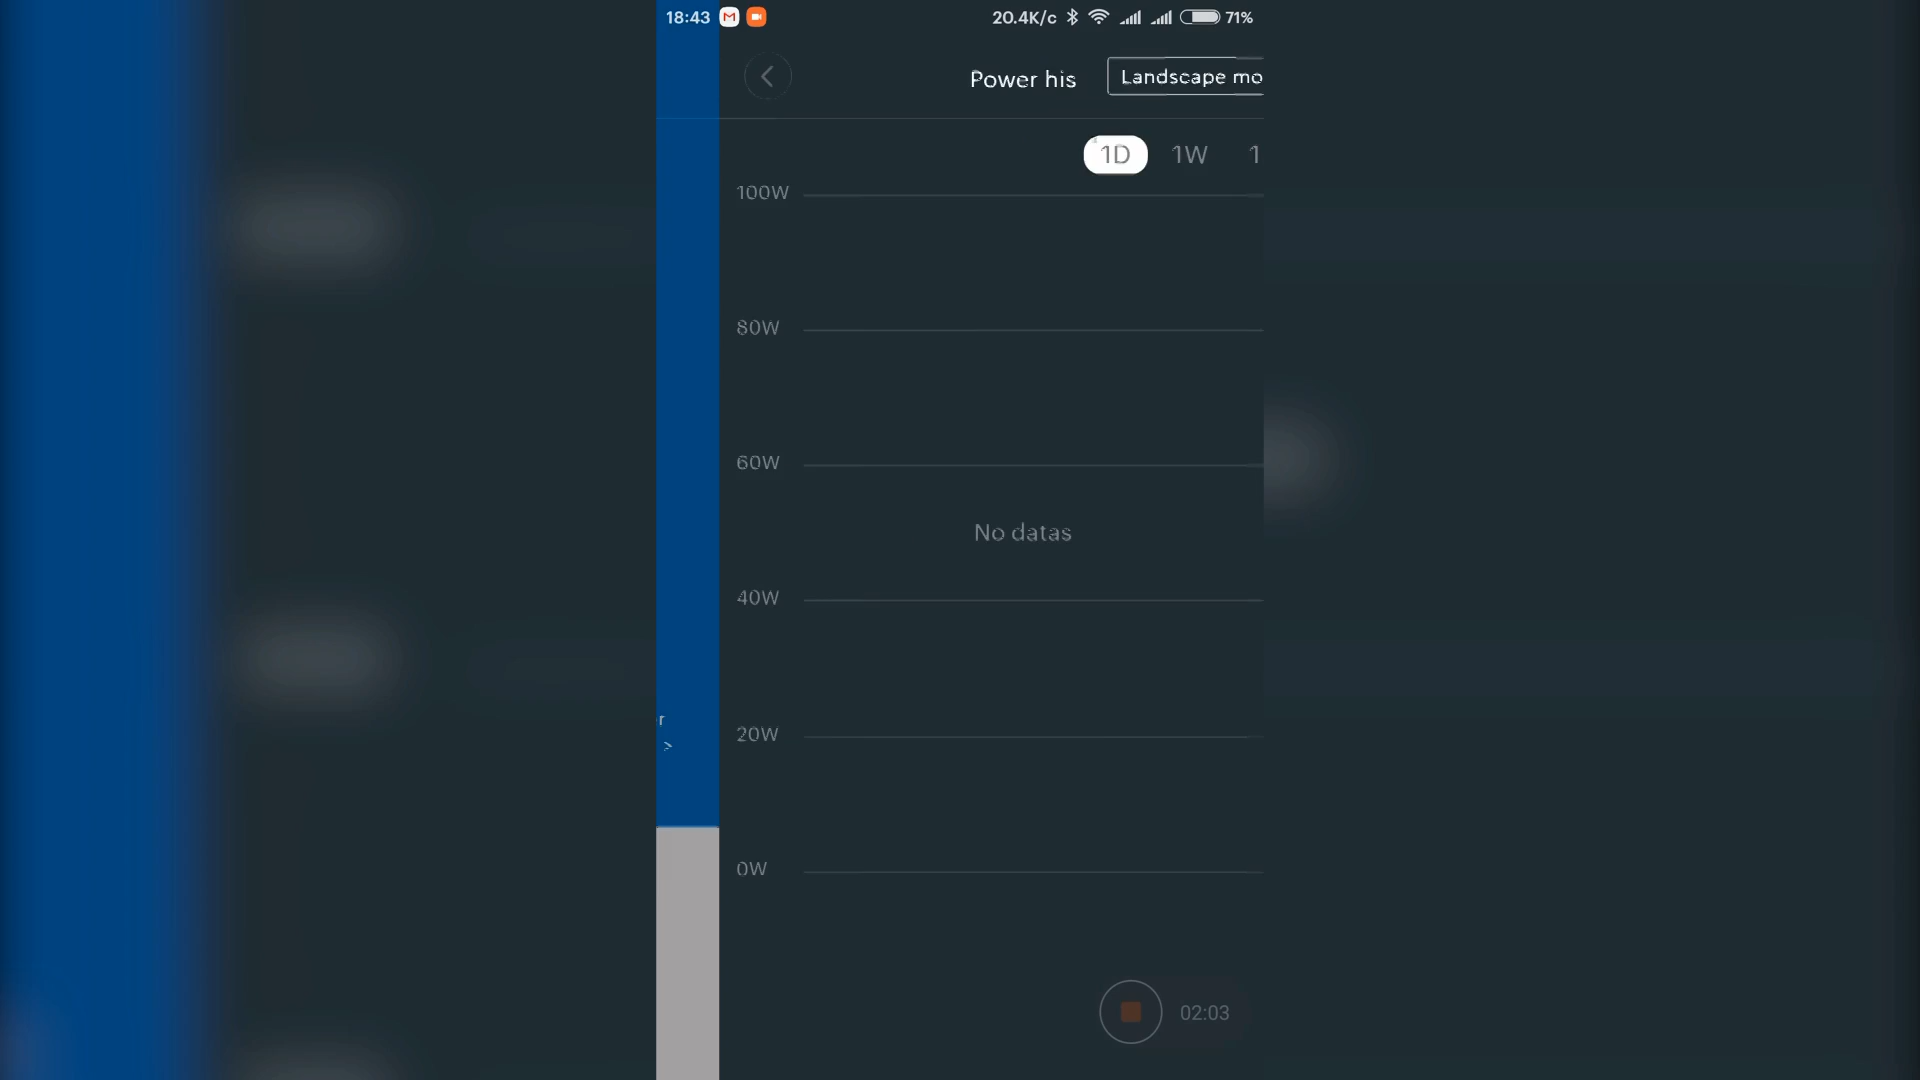 18:43 20.4K/c 71%
Power his Landscape mo
1D 1W 1
100W
80W
60W
No datas
40W
r
>
20W
0W
02:03